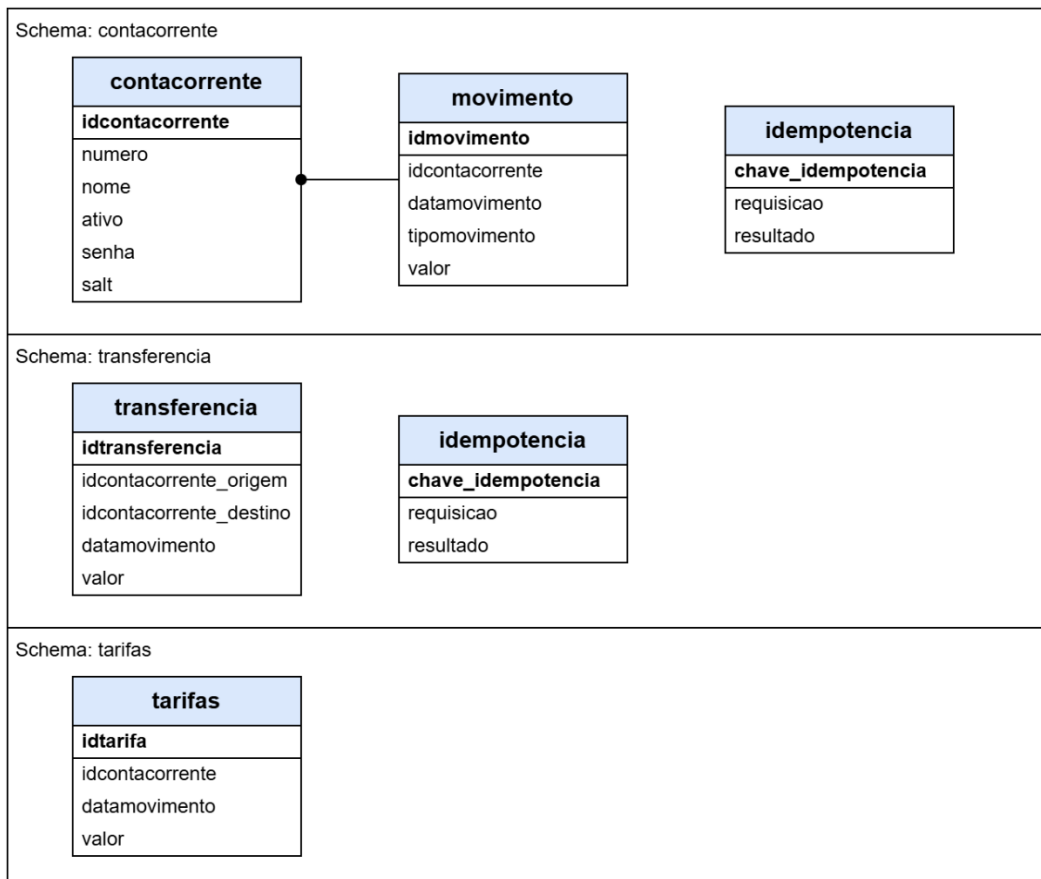 Schema: contacorrente
contacorrente
idcontacorrente
numero
nome
ativo
senha
salt
movimento
idmovimento
idcontacorrente
datamovimento
tipomovimento
valor
idempotencia
chave_idempotencia
requisicao
resultado
Schema: transferencia
transferencia
idtransferencia
idcontacorrente_origem
idcontacorrente_destino
datamovimento
valor
idempotencia
chave_idempotencia
requisicao
resultado
Schema: tarifas
tarifas
idtarifa
idcontacorrente
datamovimento
valor